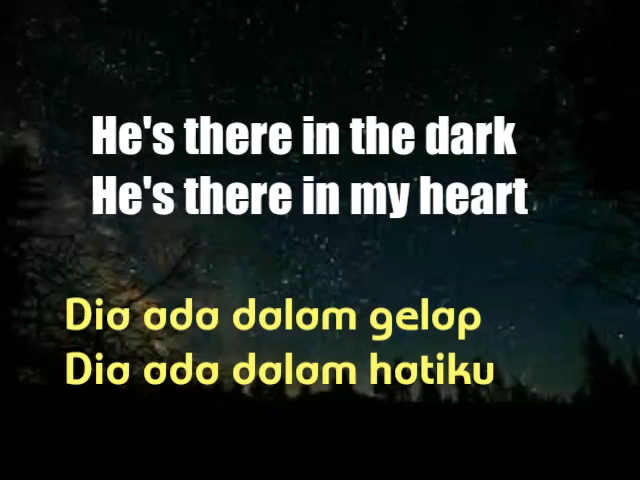 He's there in the dark
He's there in my heart
Dia ada dalam gelap
Dia ada dalam hatiku